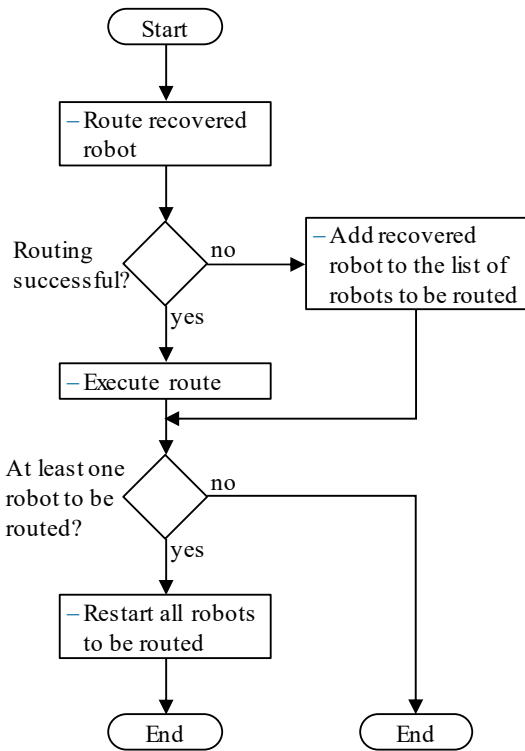 Start
– Route recovered
robot
Routing
successful?
no
– Add recovered
robot to the list of
robots to be routed
yes
– Execute route
At least one
robot to be
routed?
no
yes
– Restart all robots
to be routed
End
End